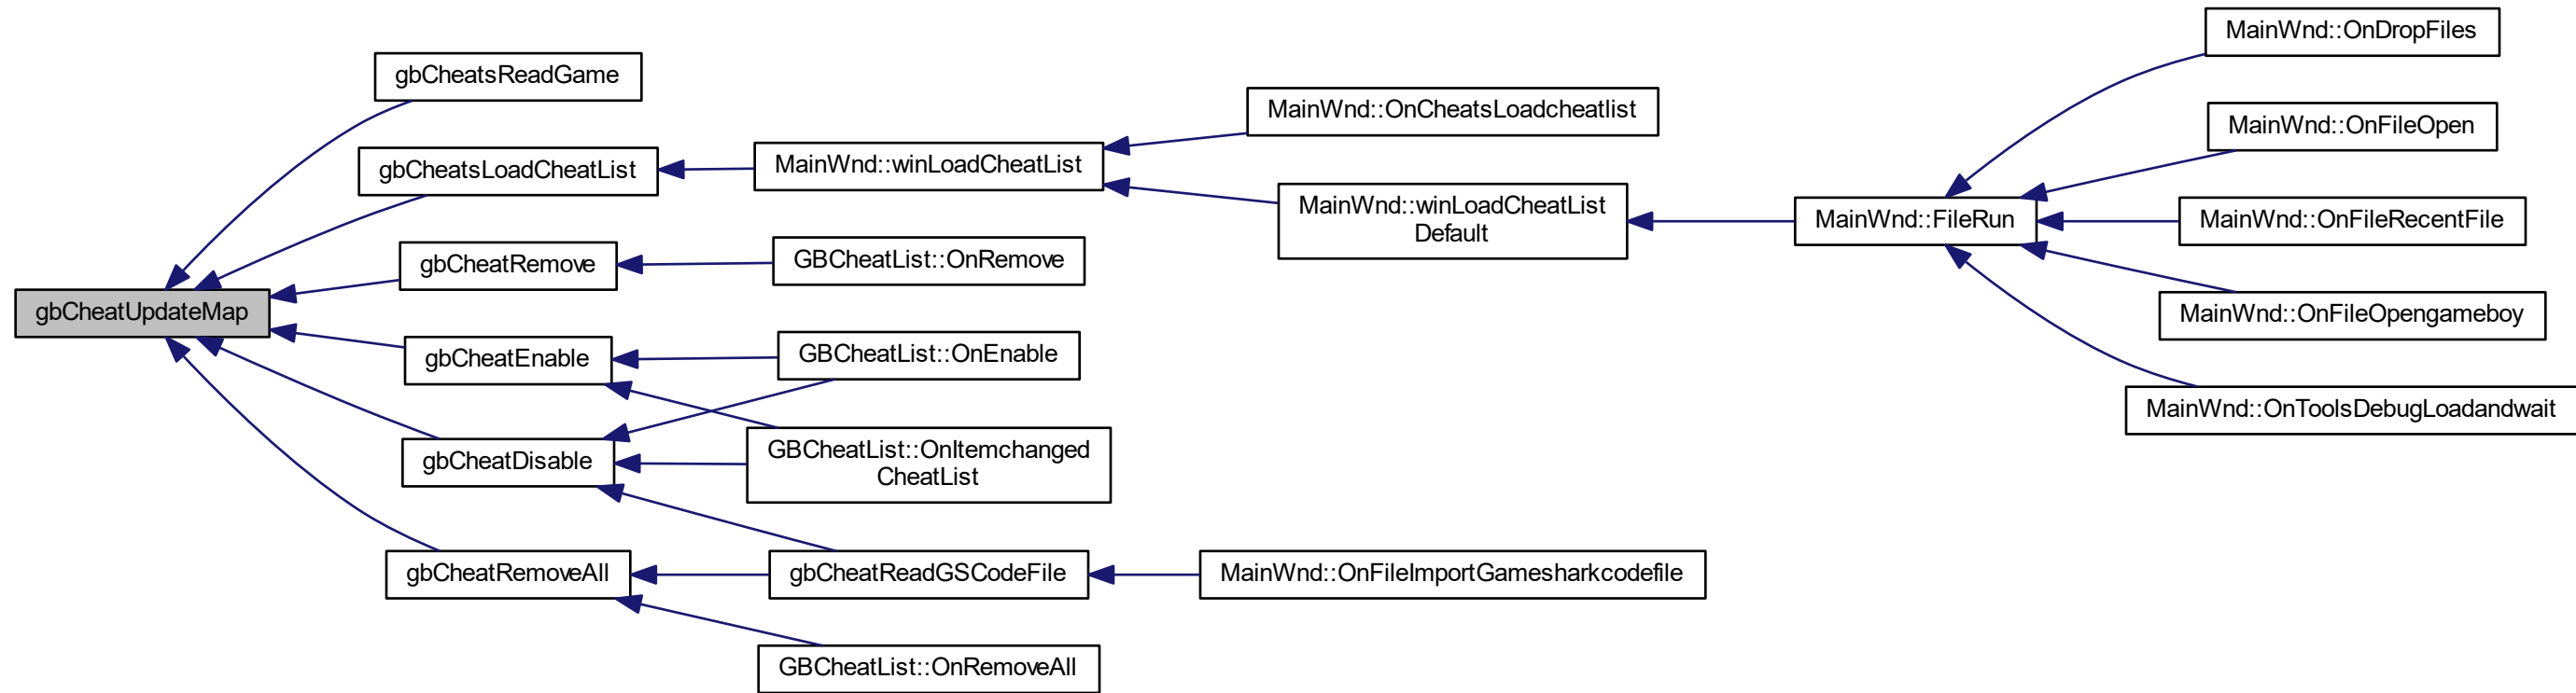 gbCheatUpdateMap
gbCheatsReadGame
gbCheatsLoadCheatList
gbCheatRemove
gbCheatEnable
gbCheatDisable
gbCheatRemoveAll
MainWnd::winLoadCheatList
GBCheatList::OnRemove
GBCheatList::OnEnable
GBCheatList::OnItemchanged
CheatList
gbCheatReadGSCodeFile
GBCheatList::OnRemoveAll
MainWnd::OnCheatsLoadcheatlist
MainWnd::winLoadCheatList
Default
MainWnd::OnFileImportGamesharkcodefile
MainWnd::FileRun
MainWnd::OnDropFiles
MainWnd::OnFileOpen
MainWnd::OnFileRecentFile
MainWnd::OnFileOpengameboy
MainWnd::OnToolsDebugLoadandwait